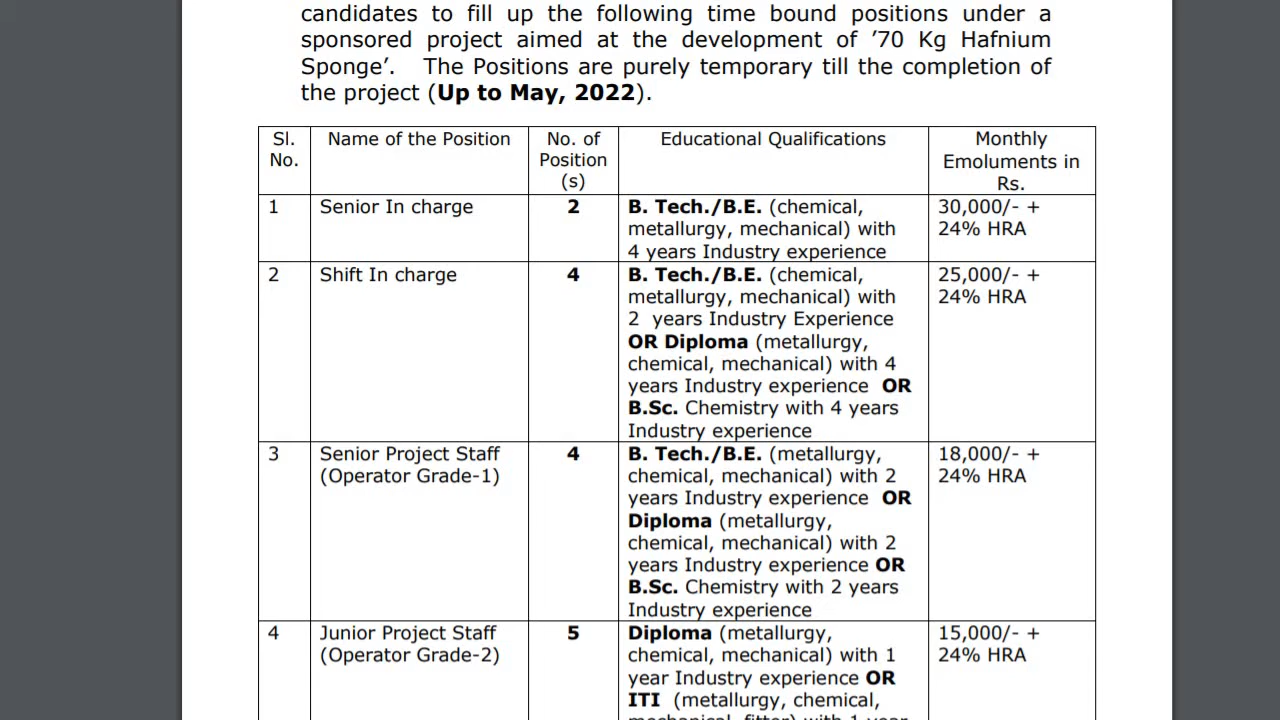 candidates to fill up the following time bound positions under a
sponsored project aimed at the development of ’70 Kg Hafnium
Sponge’. The Positions are purely temporary till the completion of
the project (Up to May, 2022).
Sl. No. Name of the Position No. of Position (s) Educational Qualifications Monthly Emoluments in Rs.
1 Senior In charge 2 B. Tech./B.E. (chemical, 30,000/- +
metallurgy, mechanical) with 24% HRA
4 years Industry experience
2 Shift In charge 4 B. Tech./B.E. (chemical, 25,000/- +
metallurgy, mechanical) with 24% HRA
2 years Industry Experience
OR Diploma (metallurgy,
chemical, mechanical) with 4
years Industry experience OR
B.Sc. Chemistry with 4 years
Industry experience
3 Senior Project Staff 4 B. Tech./B.E. (metallurgy, 18,000/- +
(Operator Grade-1) chemical, mechanical) with 2 24% HRA
years Industry experience OR
Diploma (metallurgy,
chemical, mechanical) with 2
years Industry experience OR
B.Sc. Chemistry with 2 years
Industry experience
4 Junior Project Staff 5 Diploma (metallurgy, 15,000/- +
(Operator Grade-2) chemical, mechanical) with 1 24% HRA
year Industry experience OR
ITI (metallurgy, chemical,
mechanical, fitter) with 1 year